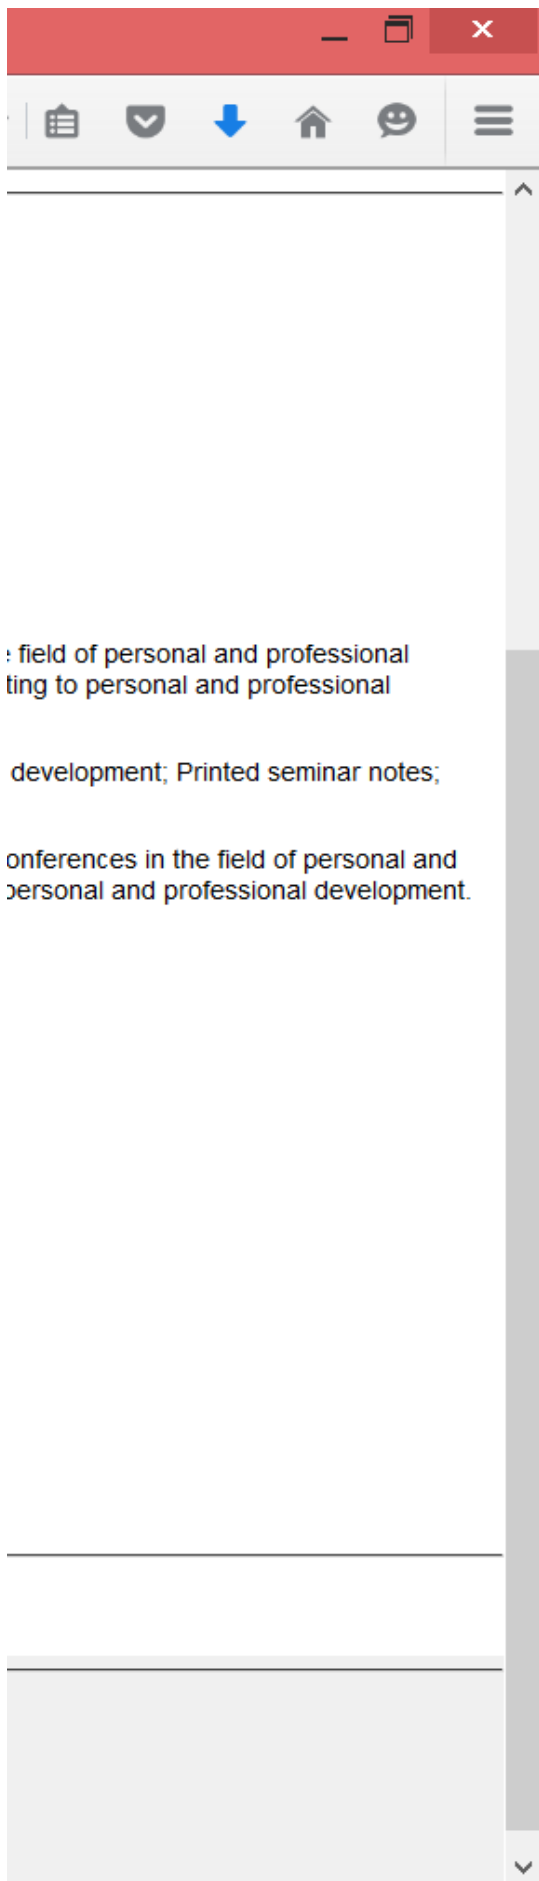 field of personal and professional
ting to personal and professional
development; Printed seminar notes;
onferences in the field of personal and
personal and professional development.